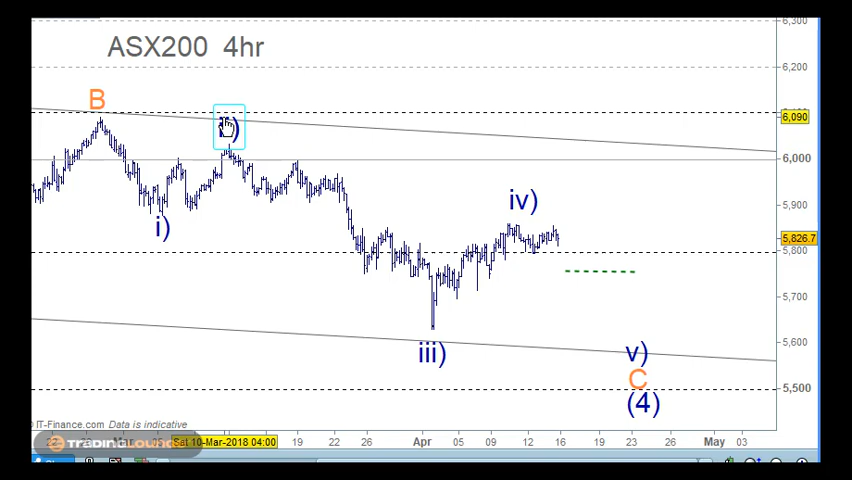 6,300
ASX200 4hr
6,200
B
6,090
6,000
5,900
i)
iv)
5,826.7
5,800
5,700
5,600
iii)
v)
C
5,500
(4)
IT-Finance.com Data is indicative
Mar Sat 10-Mar-2018 04:00 19 22 26 Apr 05 09 12 16 19 23 26 May 03
TRADINGLOUNGE